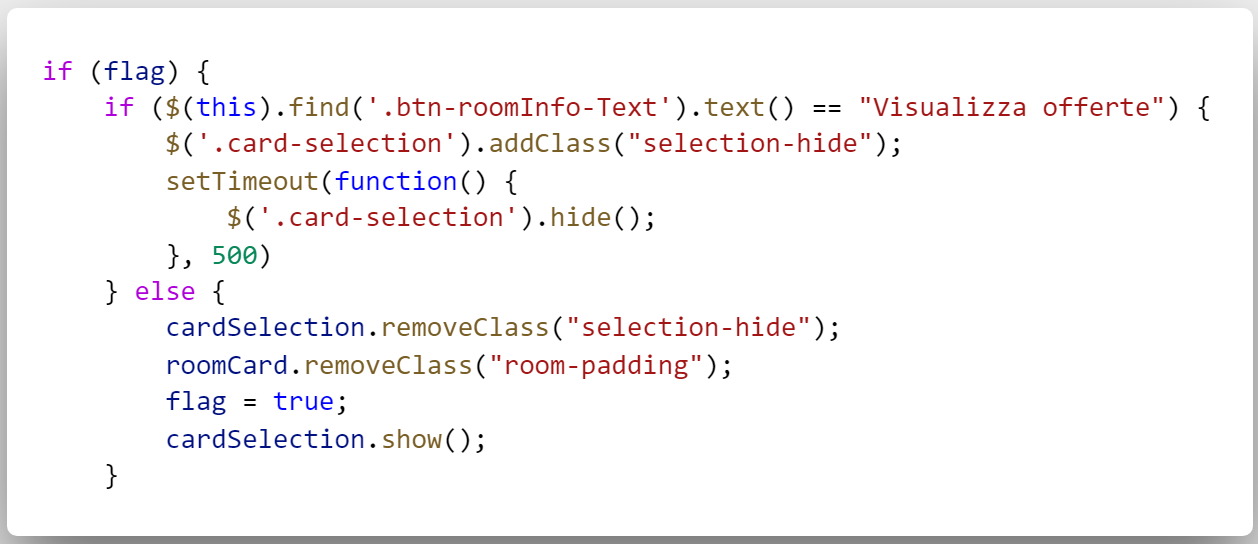 if (flag) {
    if ($(this).find('.btn-roomInfo-Text').text() == "Visualizza offerte") {
        $('.card-selection').addClass("selection-hide");
        setTimeout(function() {
            $('.card-selection').hide();
        }, 500)
    } else {
        cardSelection.removeClass("selection-hide");
        roomCard.removeClass("room-padding");
        flag = true;
        cardSelection.show();
    }